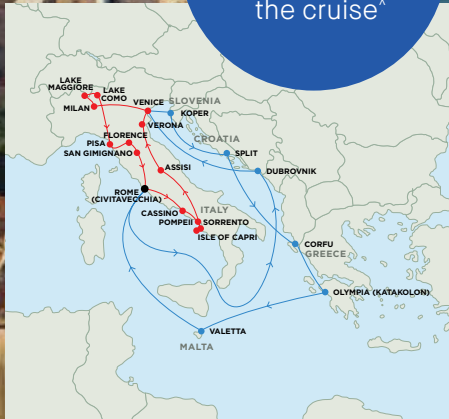 the cruise^
LAKE
MAGGIORE
LAKE
COMO
MILAN
VENICE
SLOVENIA
KOPER
VERONA
CROATIA
FLORENCE
PISA
SAN GIMIGNANO
SPLIT
ASSISI
DUBROVNIK
ROME
(CIVITAVECCHIA)
ITALY
CASSINO
POMPEII
SORRENTO
ISLE OF CAPRI
CORFU
GREECE
OLYMPIA (KATAKOLON)
VALETTA
MALTA